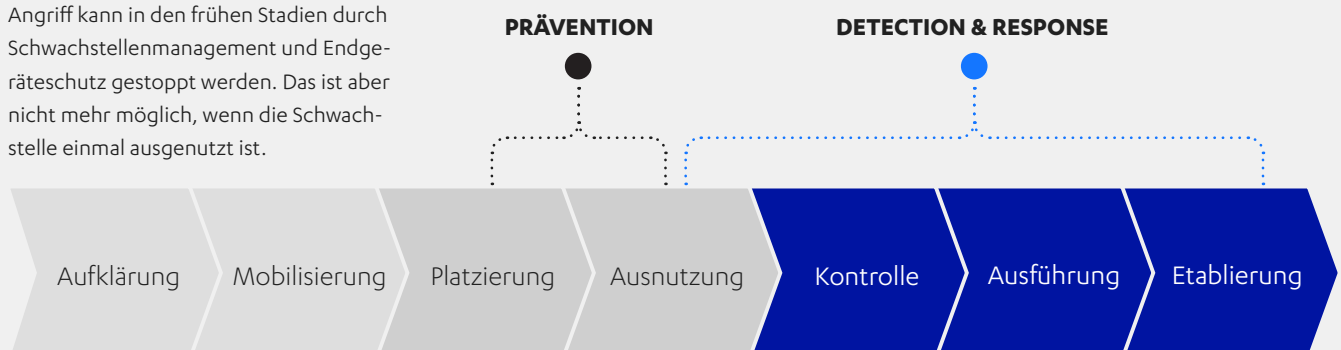 Angriff kann in den frühen Stadien durch
Schwachstellenmanagement und Endge-
räteschutz gestoppt werden. Das ist aber
nicht mehr möglich, wenn die Schwach-
stelle einmal ausgenutzt ist.
PRÄVENTION
DETECTION & RESPONSE
Aufklärung
Mobilisierung
Platzierung
Ausnutzung
Kontrolle
Ausführung
Etablierung